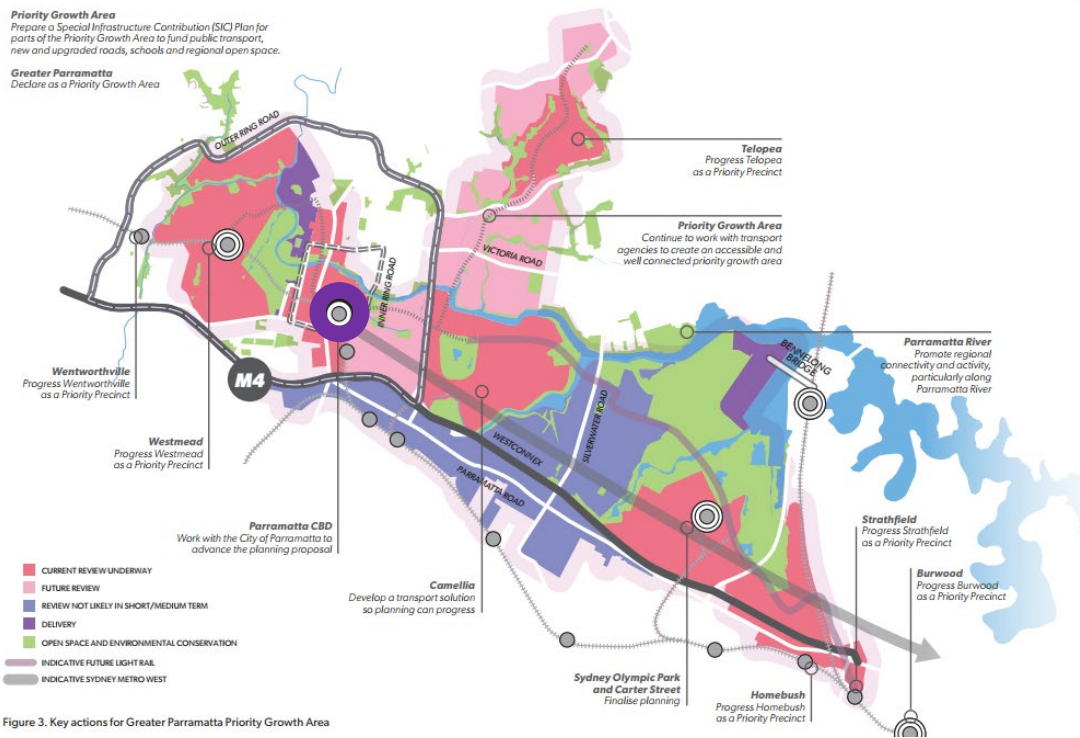 Priority Growth Area
Prepare a Special Infrastructure Contribution (SIC) Plan for
parts of the Priority Growth Area to fund public transport,
new and upgraded roads, schools and regional open space.
Greater Parramatta
Declare as a Priority Growth Area
OUTER RING ROAD
Telopea
Progress Telopea
as a Priority Precinct
Priority Growth Area
Continue to work with transport
agencies to create an accessible and
well connected priority growth area
VICTORIA ROAD
INNER RING ROAD
Parramatta River
Promote regional
connectivity and activity,
particularly along
Parramatta River
BENNELONG
BRIDGE
Wentworthville
Progress Wentworthville
as a Priority Precinct
M4
Westmead
Progress Westmead
as a Priority Precinct
SILVERWATER ROAD
WESTCONNEX
PARRAMATTA ROAD
Parramatta CBD
Work with the City of Parramatta to
advance the planning proposal
Strathfield
Progress Strathfield
as a Priority Precinct
Burwood
Progress Burwood
as a Priority Precinct
Camellia
Develop a transport solution
so planning can progress
CURRENT REVIEW UNDERWAY
FUTURE REVIEW
REVIEW NOT LIKELY IN SHORT/MEDIUM TERM
DELIVERY
OPEN SPACE AND ENVIRONMENTAL CONSERVATION
INDICATIVE FUTURE LIGHT RAIL
INDICATIVE SYDNEY METRO WEST
Sydney Olympic Park
and Carter Street
Finalise planning
Homebush
Progress Homebush
as a Priority Precinct
Figure 3. Key actions for Greater Parramatta Priority Growth Area